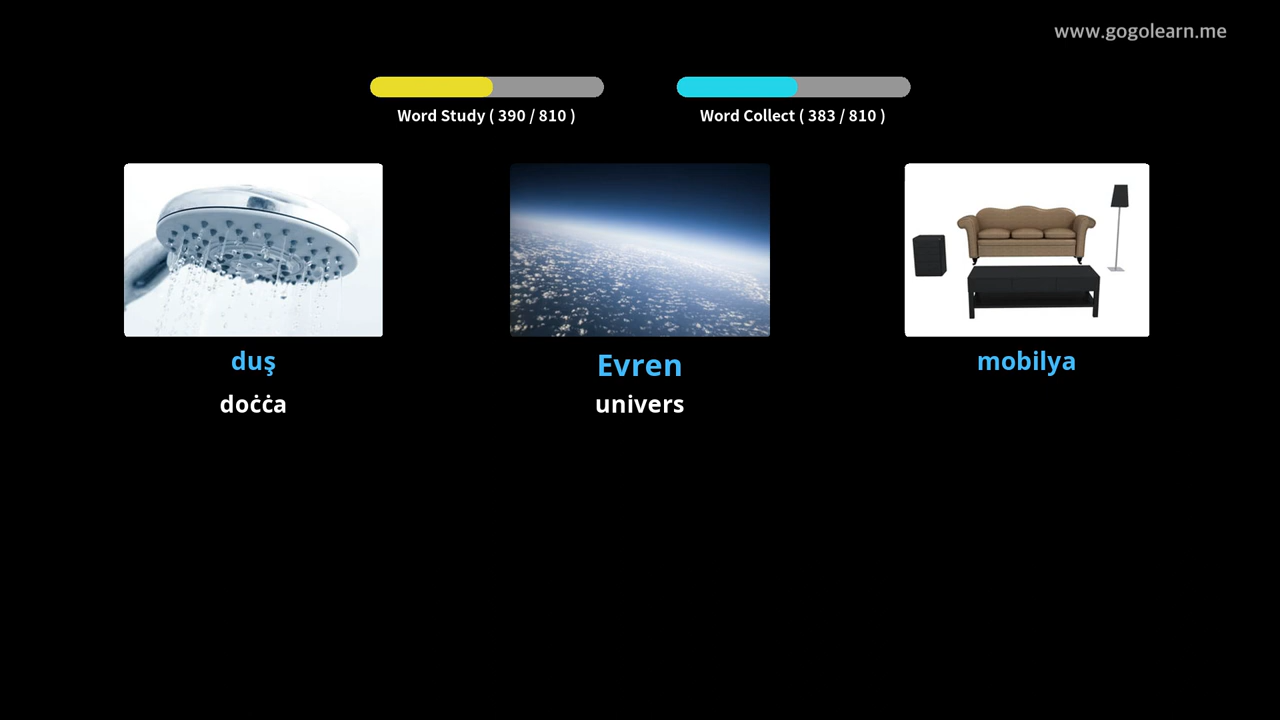 www.gogolearn.me
Word Study ( 390 / 810 )
Word Collect ( 383 / 810 )
duş
Evren
mobilya
doċċa
univers